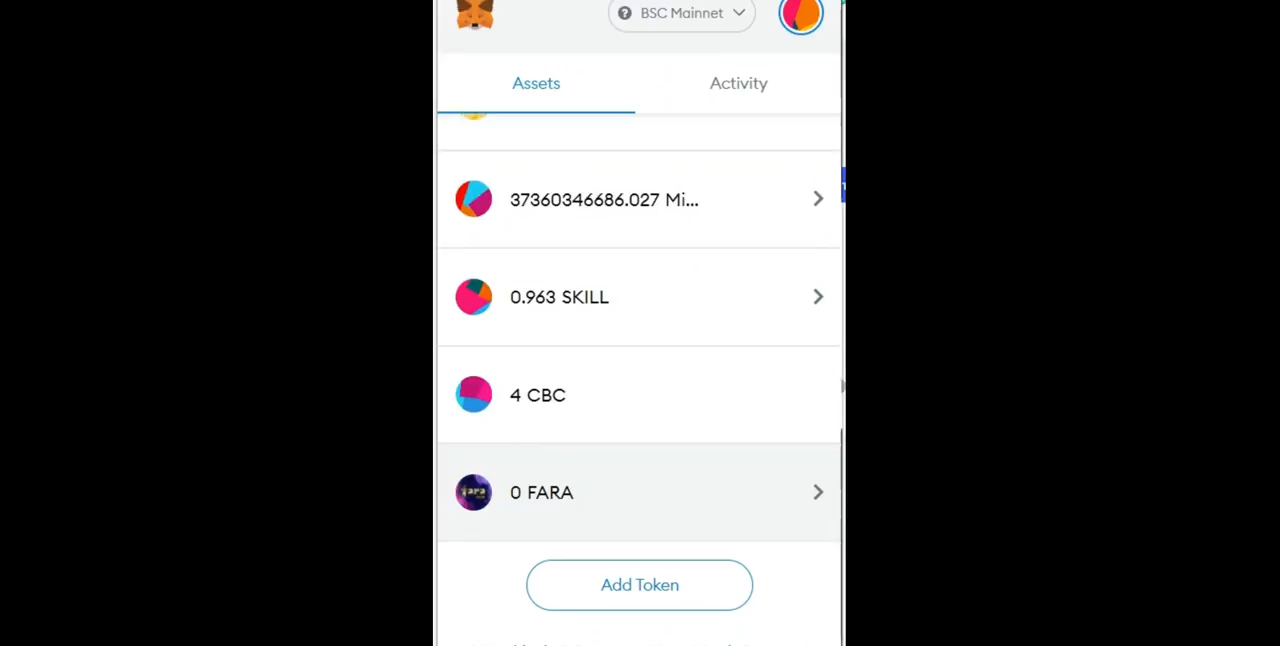 BSC Mainnet
Assets
Activity
37360346686.027 Mi...
0.963 SKILL
4 CBC
0 FARA
Add Token